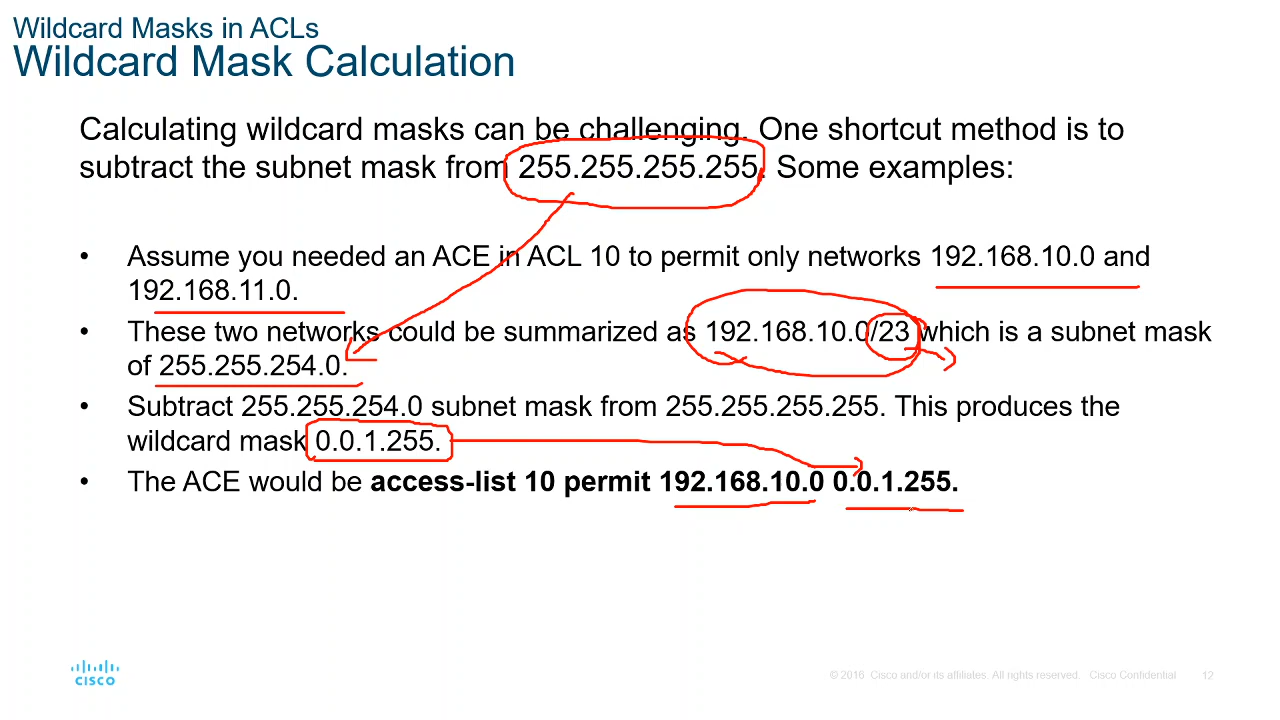 Wildcard Masks in ACLs
Wildcard Mask Calculation
Calculating wildcard masks can be challenging. One shortcut method is to
subtract the subnet mask from 255.255.255.255. Some examples:
• Assume you needed an ACE in ACL 10 to permit only networks 192.168.10.0 and
192.168.11.0.
• These two networks could be summarized as 192.168.10.0/23 which is a subnet mask
of 255.255.254.0.
• Subtract 255.255.254.0 subnet mask from 255.255.255.255. This produces the
wildcard mask 0.0.1.255.
• The ACE would be access-list 10 permit 192.168.10.0 0.0.1.255.
CISCO
© 2016 Cisco and/or its affiliates. All rights reserved. Cisco Confidential 12